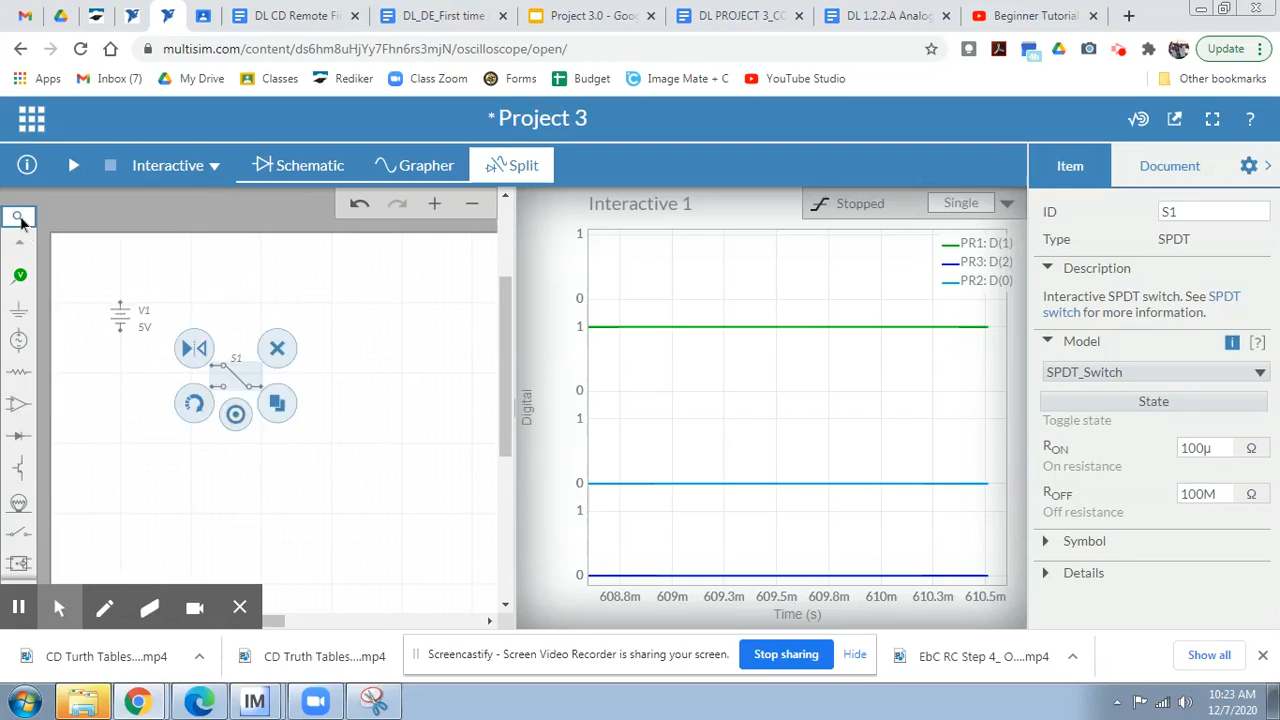 DL CD Remote Fi
DL_DE_First time
Project 3.0 - Goo
DL PROJECT_CO
DL 1.2.2.A Analog
Beginner Tutorial
multisim.com/content/ds6hm8uHjYy7Fhn6rs3mjN/oscilloscope/open/
4h
Update
Apps
Inbox (7)
My Drive
Classes
Rediker
Class Zoom
Forms
Budget
Image Mate + C
YouTube Studio
Other bookmarks
*Project 3
?
Interactive
Schematic
Grapher
Split
Item
Document
Interactive 1
Stopped
Single
ID
S1
Type
SPDT
Description
Interactive SPDT switch. See SPDT
switch for more information.
Model
i
[?]
SPDT_Switch
State
Toggle state
RON
100µ
Ω
On resistance
ROFF
100M
Ω
Off resistance
Symbol
Details
V
V1
5V
S1
PR1: D(1)
PR3: D(2)
PR2: D(0)
1
0
1
0
1
0
1
0
Digital
608.8m 609m 609.3m 609.5m 609.8m 610m 610.3m 610.5m
Time (s)
CD Turth Tables....mp4
CD Truth Tables....mp4
Screencastify - Screen Video Recorder is sharing your screen.
Stop sharing
Hide
EbC RC Step 4_ O....mp4
Show all
IM
10:23 AM
12/7/2020